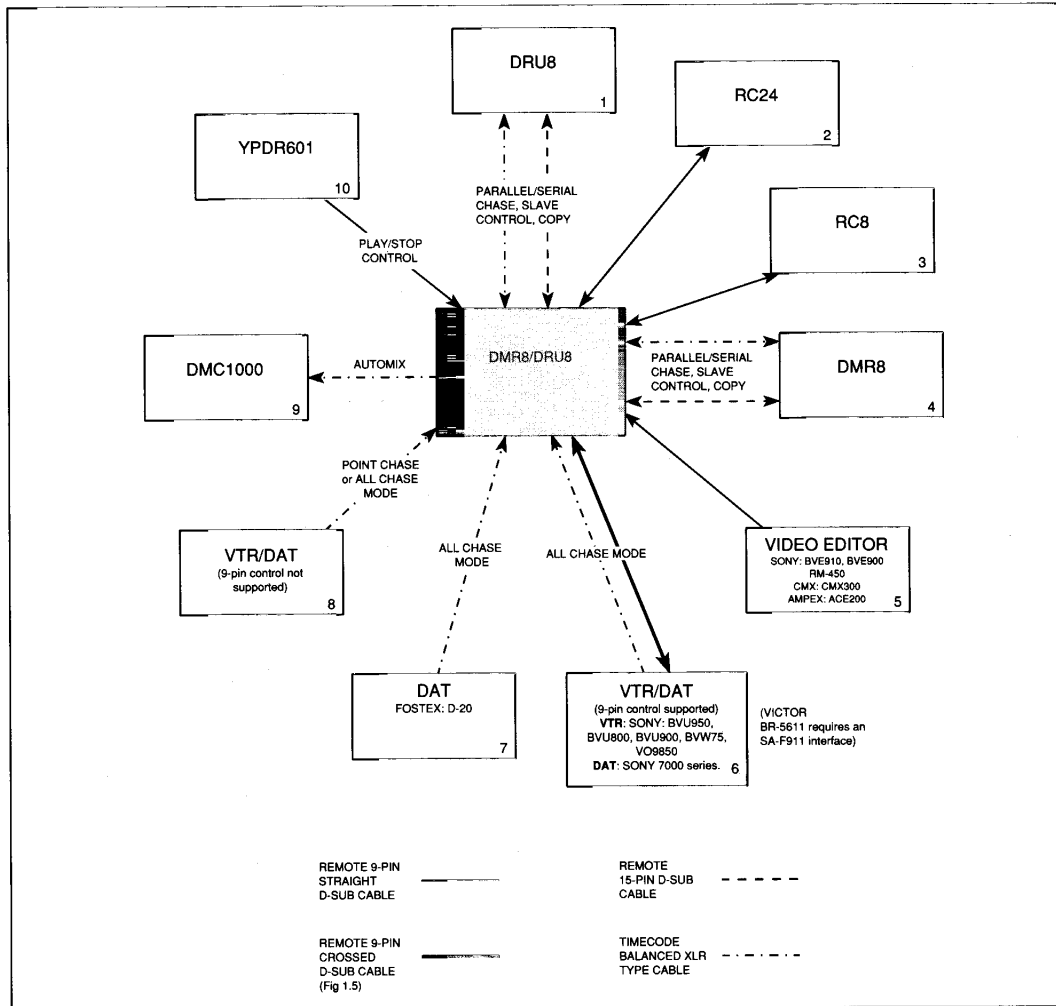 DRU8
1
RC24
2
YPDR601
10
PARALLEL/SERIAL
CHASE, SLAVE
CONTROL, COPY
RC8
3
PLAY/STOP
CONTROL
DMR8/DRU8
DMC1000
9
AUTOMIX
PARALLEL/SERIAL
CHASE, SLAVE
CONTROL, COPY
DMR8
4
POINT CHASE
or ALL CHASE
MODE
VTR/DAT
(9-pin control not
supported)
8
ALL CHASE
MODE
ALL CHASE MODE
VIDEO EDITOR
SONY: BVE910, BVE900
RM-450
CMX: CMX300
AMPEX: ACE200
5
DAT
FOSTEX: D-20
7
VTR/DAT
(9-pin control supported)
VTR: SONY: BVU950,
BVU800, BVU900, BVW75,
VO9850
DAT: SONY 7000 series.
6
(VICTOR
BR-5611 requires an
SA-F911 interface)
REMOTE 9-PIN
STRAIGHT
D-SUB CABLE
REMOTE
15-PIN D-SUB
CABLE
REMOTE 9-PIN
CROSSED
D-SUB CABLE
(Fig 1.5)
TIMECODE
BALANCED XLR
TYPE CABLE